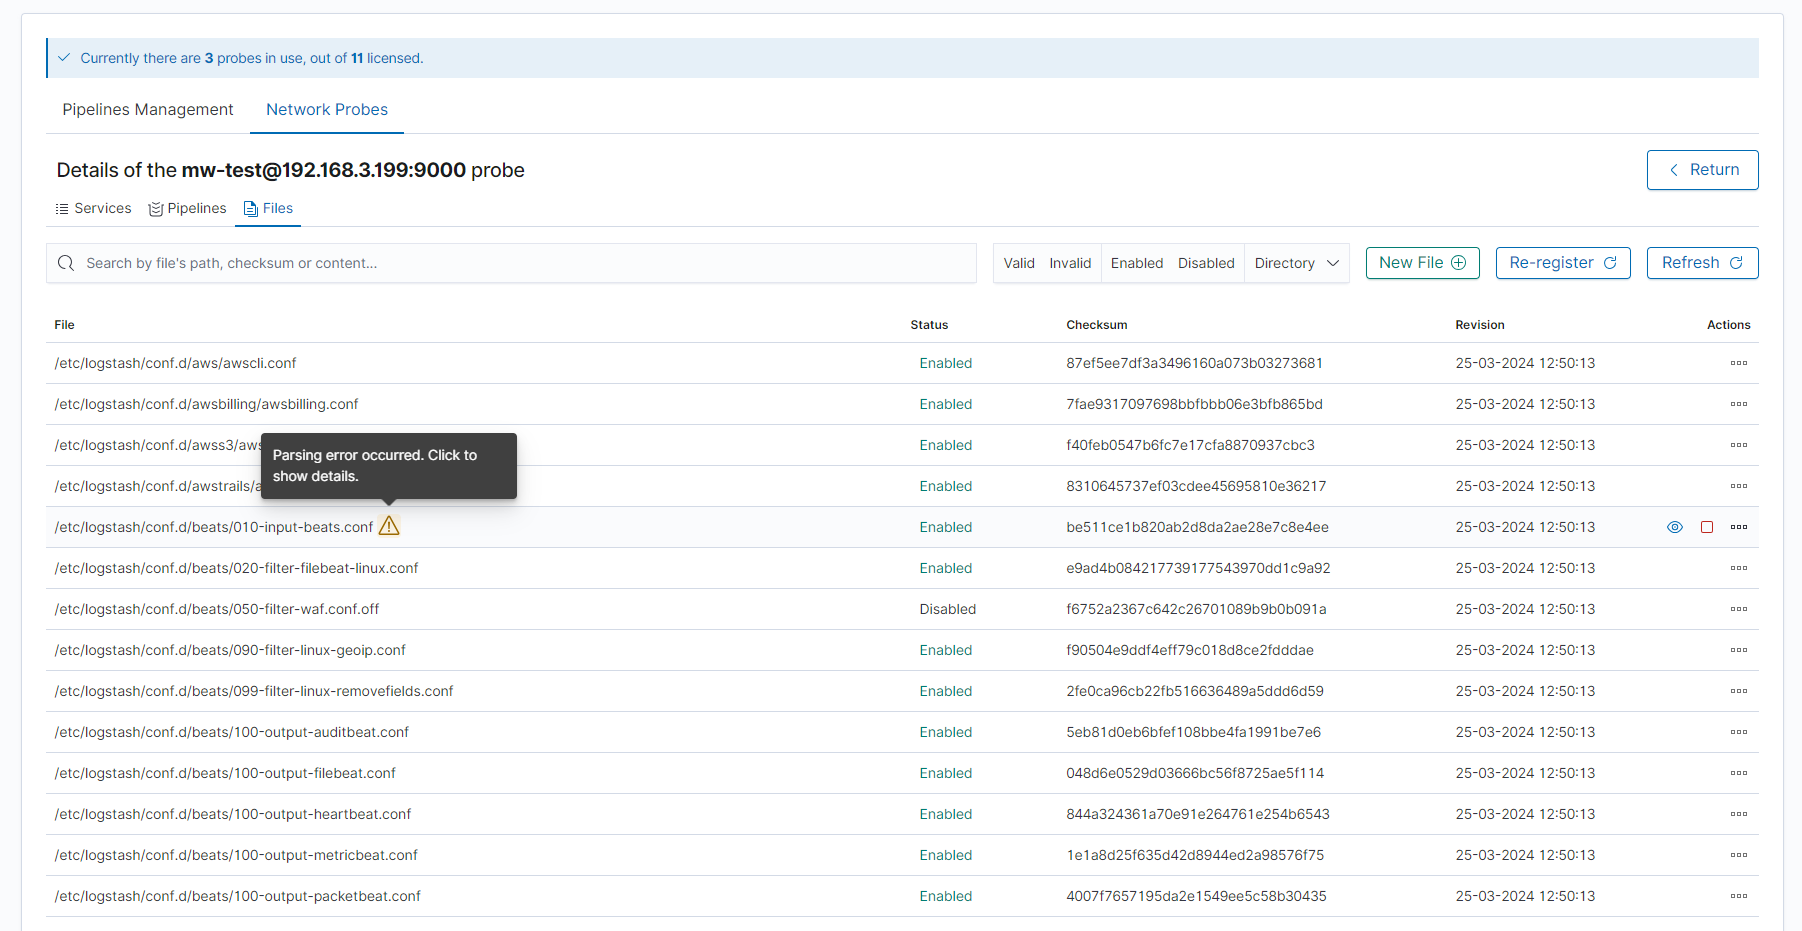 Currently there are 3 probes in use, out of 11 licensed.
Pipelines Management Network Probes
Details of the mw-test@192.168.3.199:9000 probe Return
Services Pipelines Files
Search by file's path, checksum or content... Valid Invalid Enabled Disabled Directory New File Re-register Refresh
File Status Checksum Revision Actions
/etc/logstash/conf.d/aws/awscli.conf Enabled 87ef5ee7df3a3496160a073b03273681 25-03-2024 12:50:13
/etc/logstash/conf.d/awsbilling/awsbilling.conf Enabled 7fae9317097698bbfbbb06e3bfb865bd 25-03-2024 12:50:13
/etc/logstash/conf.d/awss3/aws Enabled f40feb0547b6fc7e17cfa8870937cbc3 25-03-2024 12:50:13
Parsing error occurred. Click to
show details.
/etc/logstash/conf.d/awstrails/a Enabled 8310645737ef03cdee45695810e36217 25-03-2024 12:50:13
/etc/logstash/conf.d/beats/010-input-beats.conf Enabled be511ce1b820ab2d8da2ae28e7c8e4ee 25-03-2024 12:50:13
/etc/logstash/conf.d/beats/020-filter-filebeat-linux.conf Enabled e9ad4b084217739177543970dd1c9a92 25-03-2024 12:50:13
/etc/logstash/conf.d/beats/050-filter-waf.conf.off Disabled f6752a2367c642c26701089b9b0b091a 25-03-2024 12:50:13
/etc/logstash/conf.d/beats/090-filter-linux-geoip.conf Enabled f90504e9ddf4eff79c018d8ce2fdddae 25-03-2024 12:50:13
/etc/logstash/conf.d/beats/099-filter-linux-removefields.conf Enabled 2fe0ca96cb22fb516636489a5ddd6d59 25-03-2024 12:50:13
/etc/logstash/conf.d/beats/100-output-auditbeat.conf Enabled 5eb81d0eb6bfef108bbe4fa1991be7e6 25-03-2024 12:50:13
/etc/logstash/conf.d/beats/100-output-filebeat.conf Enabled 048d6e0529d03666bc56f8725ae5f114 25-03-2024 12:50:13
/etc/logstash/conf.d/beats/100-output-heartbeat.conf Enabled 844a324361a70e91e264761e254b6543 25-03-2024 12:50:13
/etc/logstash/conf.d/beats/100-output-metricbeat.conf Enabled 1e1a8d25f635d42d8944ed2a98576f75 25-03-2024 12:50:13
/etc/logstash/conf.d/beats/100-output-packetbeat.conf Enabled 4007f7657195da2e1549ee5c58b30435 25-03-2024 12:50:13